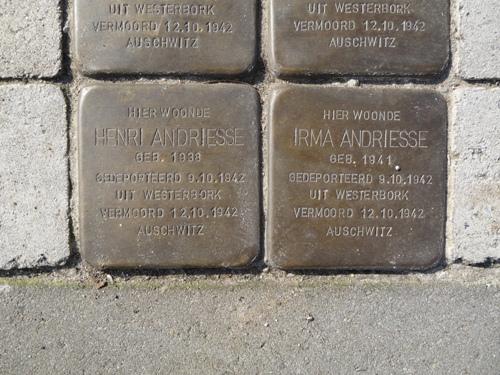 UIT WESTERBORK
VERMOORD 12.10.1942
AUSCHWITZ
UIT WESTERBORK
VERMOORD 12.10.1942
AUSCHWITZ
HIER WOONDE
HENRI ANDRIESSE
GEB. 1938
GEDEPORTEERD 9.10.1942
UIT WESTERBORK
VERMOORD 12.10.1942
AUSCHWITZ
HIER WOONDE
IRMA ANDRIESSE
GEB. 1941
GEDEPORTEERD 9.10.1942
UIT WESTERBORK
VERMOORD 12.10.1942
AUSCHWITZ